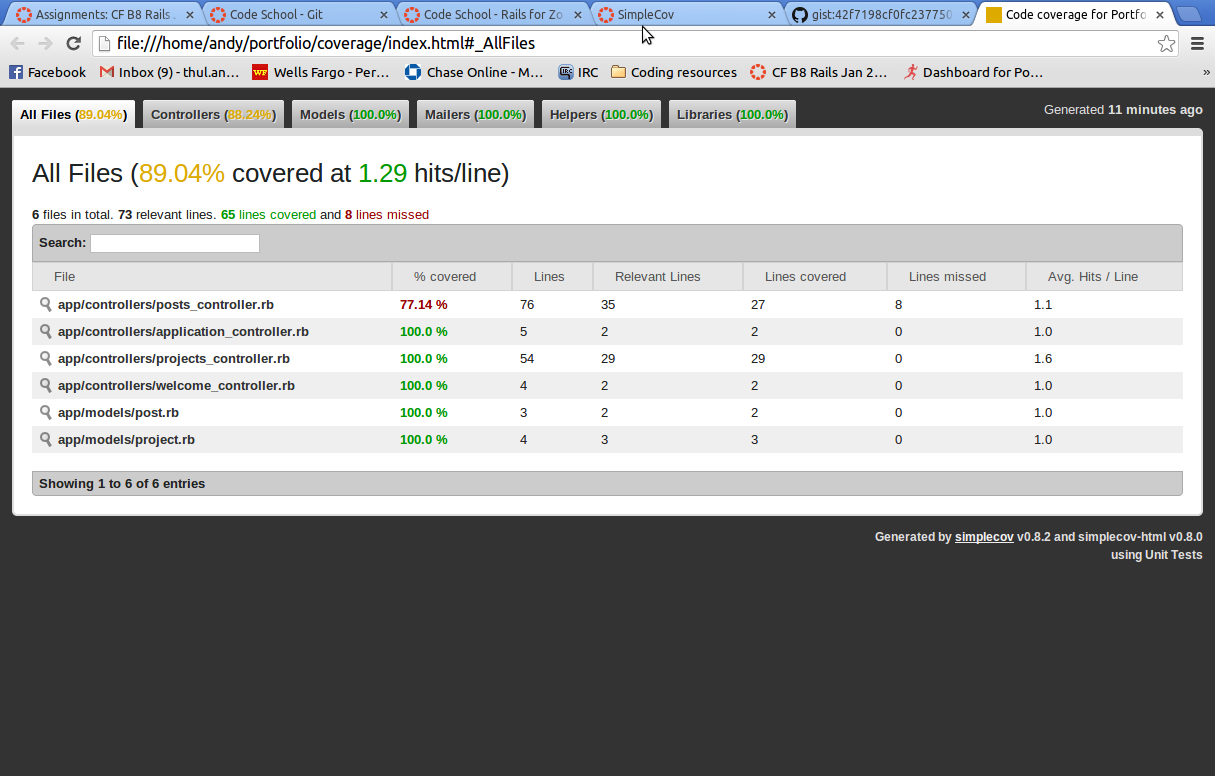 Assignments: CF B8 Rails Code School - Git Code School - Rails for Zo SimpleCov gist:42f7198cf0fc237750 Code coverage for Portfo
file:///home/andy/portfolio/coverage/index.html#_AllFiles
Facebook Inbox (9) - thul.an... WF Wells Fargo - Per... Chase Online - M... IRC IRC Coding resources CF B8 Rails Jan 2... Dashboard for Po... »
All Files (89.04%) Controllers (88.24%) Models (100.0%) Mailers (100.0%) Helpers (100.0%) Libraries (100.0%) Generated 11 minutes ago
All Files (89.04% covered at 1.29 hits/line)
6 files in total. 73 relevant lines. 65 lines covered and 8 lines missed
Search:
File % covered Lines Relevant Lines Lines covered Lines missed Avg. Hits / Line
app/controllers/posts_controller.rb 77.14 % 76 35 27 8 1.1
app/controllers/application_controller.rb 100.0 % 5 2 2 0 1.0
app/controllers/projects_controller.rb 100.0 % 54 29 29 0 1.6
app/controllers/welcome_controller.rb 100.0 % 4 2 2 0 1.0
app/models/post.rb 100.0 % 3 2 2 0 1.0
app/models/project.rb 100.0 % 4 3 3 0 1.0
Showing 1 to 6 of 6 entries
Generated by simplecov v0.8.2 and simplecov-html v0.8.0
using Unit Tests